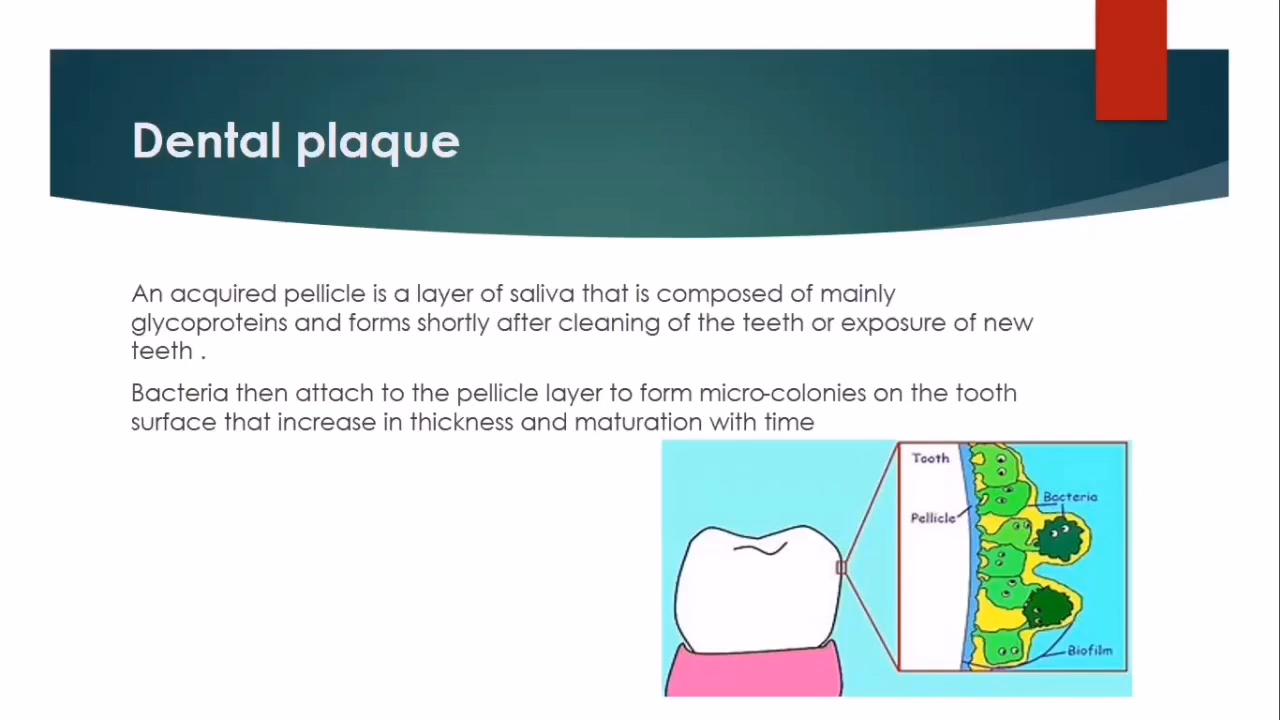 Dental plaque
An acquired pellicle is a layer of saliva that is composed of mainly
glycoproteins and forms shortly after cleaning of the teeth or exposure of new
teeth .
Bacteria then attach to the pellicle layer to form micro-colonies on the tooth
surface that increase in thickness and maturation with time
Tooth
Bacteria
Pellicle
Biofilm